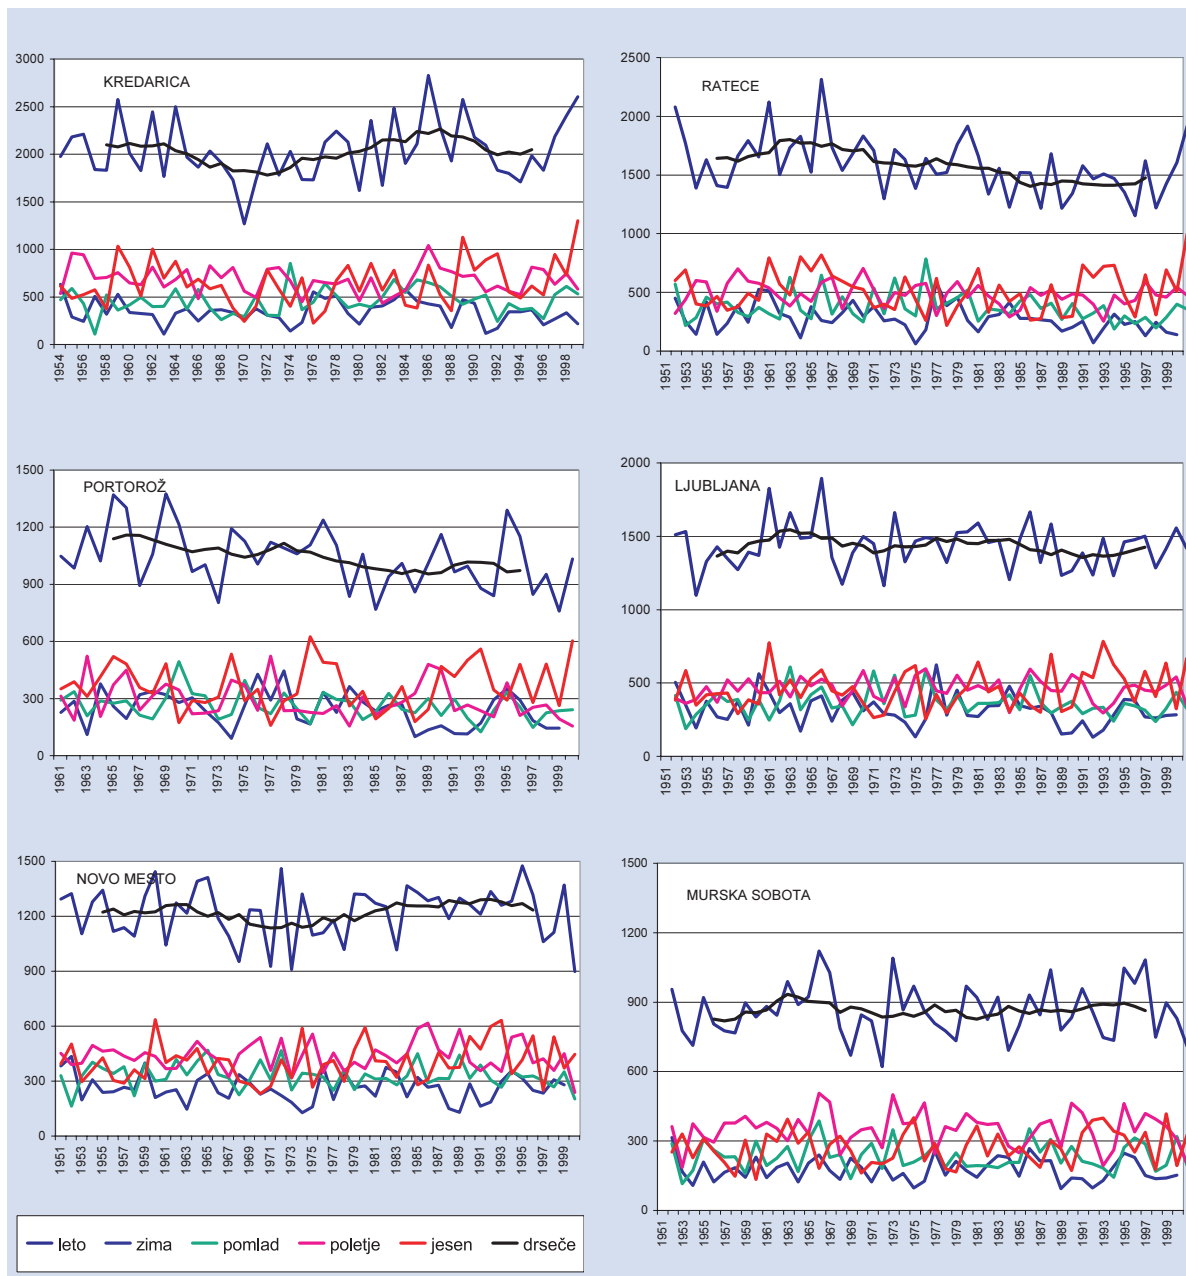 KREDARICA
3000
2500
2000
1500
1000
500
0
1954 1956 1958 1960 1962 1964 1966 1968 1970 1972 1974 1976 1978 1980 1982 1984 1986 1988 1990 1992 1994 1996 1998
RATECE
2500
2000
1500
1000
500
0
1951 1953 1955 1957 1959 1961 1963 1965 1967 1969 1971 1973 1975 1977 1979 1981 1983 1985 1987 1989 1991 1993 1995 1997 1999
PORTOROŽ
1500
1200
900
600
300
0
1961 1963 1965 1967 1969 1971 1973 1975 1977 1979 1981 1983 1985 1987 1989 1991 1993 1995 1997 1999
LJUBLJANA
2000
1500
1000
500
0
1951 1953 1955 1957 1959 1961 1963 1965 1967 1969 1971 1973 1975 1977 1979 1981 1983 1985 1987 1989 1991 1993 1995 1997 1999
NOVO MESTO
1500
1200
900
600
300
0
1951 1953 1955 1957 1959 1961 1963 1965 1967 1969 1971 1973 1975 1977 1979 1981 1983 1985 1987 1989 1991 1993 1995 1997 1999
MURSKA SOBOTA
1500
1200
900
600
300
0
1951 1953 1955 1957 1959 1961 1963 1965 1967 1969 1971 1973 1975 1977 1979 1981 1983 1985 1987 1989 1991 1993 1995 1997 1999
leto zima pomlad poletje jesen drseče